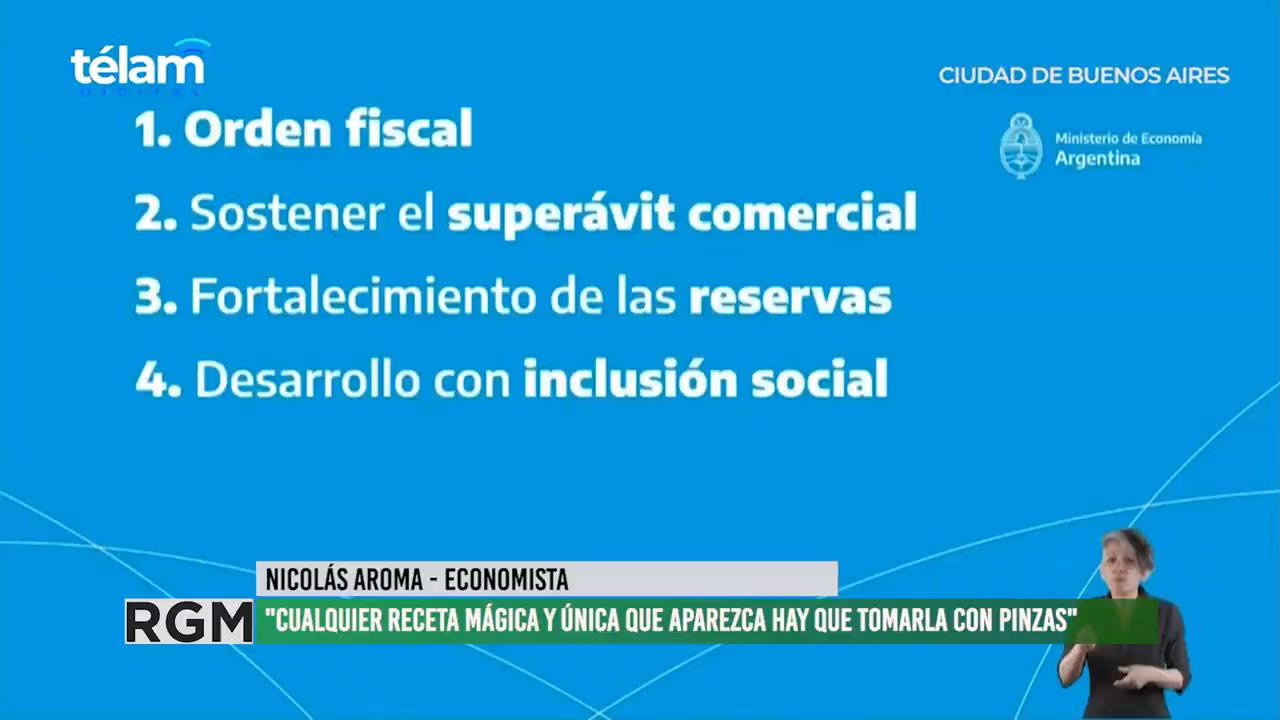 télam
DIGITAL
CIUDAD DE BUENOS AIRES
1. Orden fiscal
Ministerio de Economía
Argentina
2. Sostener el superávit comercial
3. Fortalecimiento de las reservas
4. Desarrollo con inclusión social
NICOLÁS AROMA - ECONOMISTA
RGM
"CUALQUIER RECETA MÁGICA Y ÚNICA QUE APAREZCA HAY QUE TOMARLA CON PINZAS"